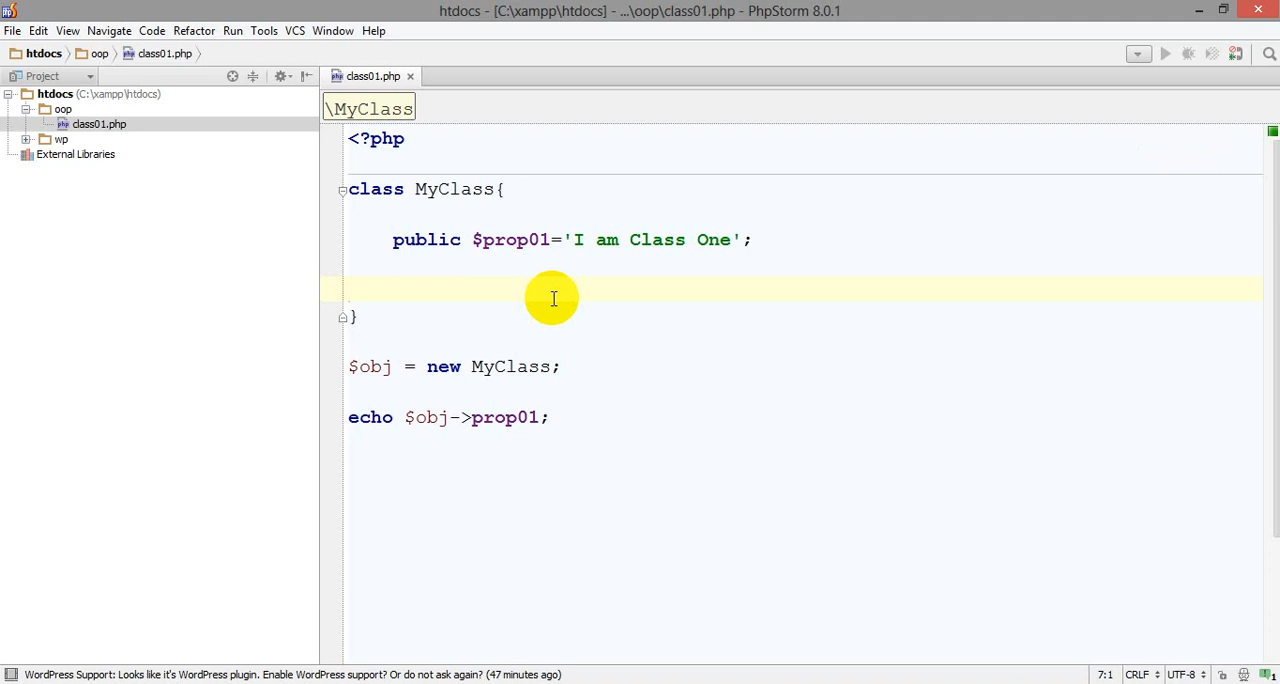 htdocs - [C:\xampp\htdocs] - ...\oop\class01.php - PhpStorm 8.0.1
File Edit View Navigate Code Refactor Run Tools VCS Window Help
htdocs oop class01.php
Project
class01.php
htdocs (C:\xampp\htdocs)
oop
class01.php
wp
External Libraries
\MyClass
<?php
class MyClass{
public $prop01='I am Class One';
}
$obj = new MyClass;
echo $obj->prop01;
WordPress Support: Looks like it's WordPress plugin. Enable WordPress support? Or do not ask again? (47 minutes ago)
7:1 CRLF UTF-8 1